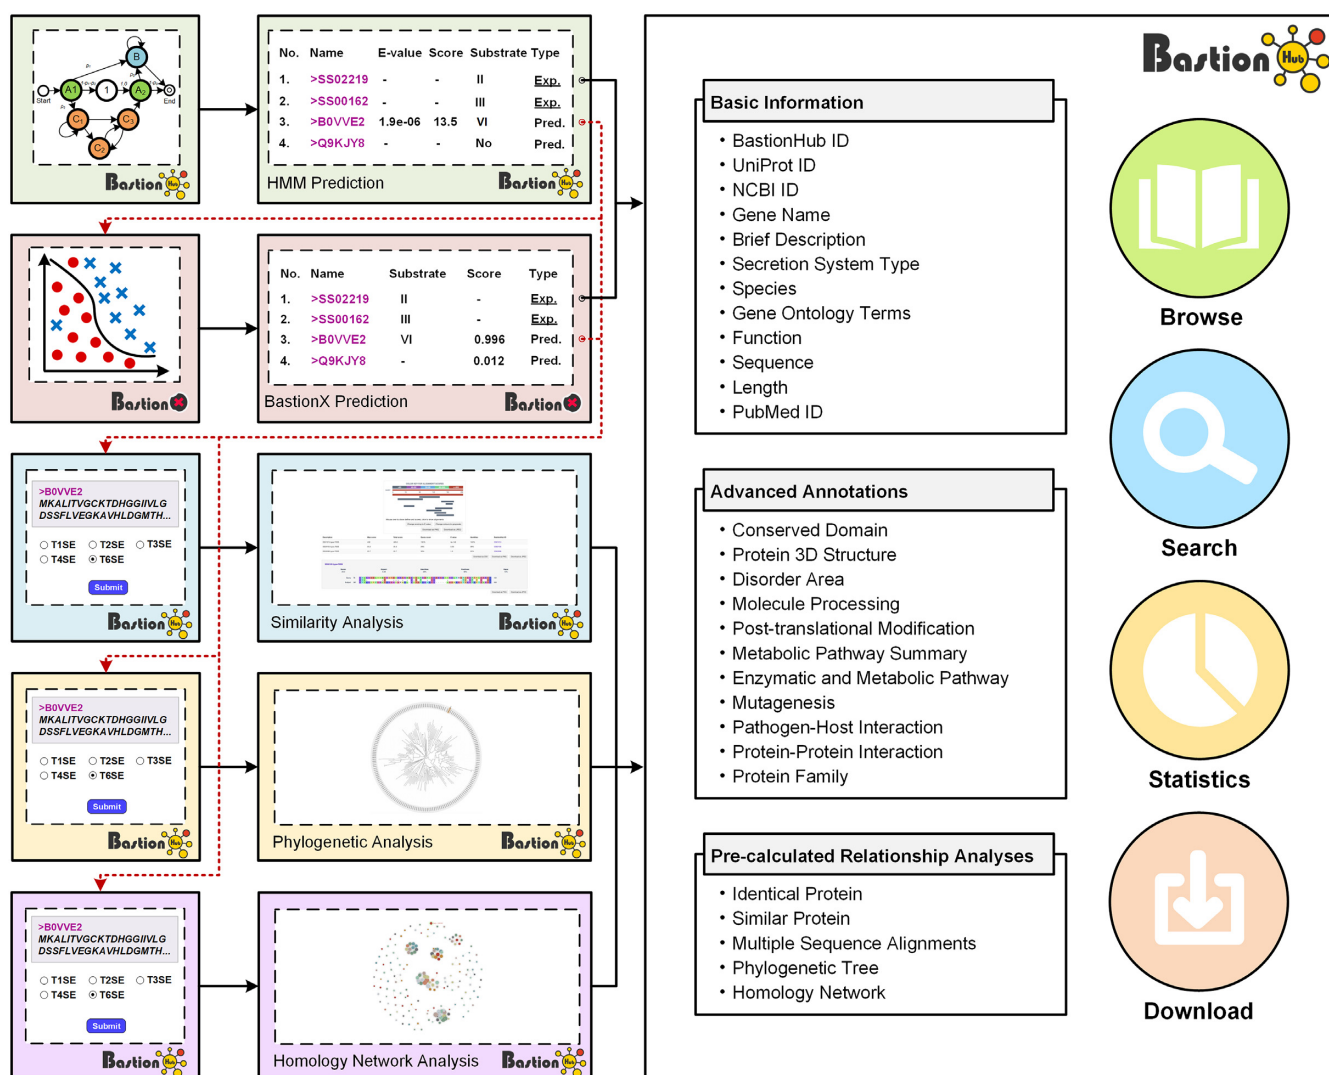 B
Start
A1
1
A2
End
C1
C3
C2
Bastion Hub
No. Name E-value Score Substrate Type
1. >SS02219 - - II Exp.
2. >SS00162 - - III Exp.
3. >B0VVE2 1.9e-06 13.5 VI Pred.
4. >Q9KJY8 - - No Pred.
HMM Prediction
Bastion Hub
Bastion
No. Name Substrate Score Type
1. >SS02219 II - Exp.
2. >SS00162 III - Exp.
3. >B0VVE2 VI 0.996 Pred.
4. >Q9KJY8 - 0.012 Pred.
BastionX Prediction
Bastion
>B0VVE2
MKALITVGCKTDHGGIIVLG
DSSFLVEGKAVHLDGMTH...
T1SE T2SE T3SE
T4SE T6SE
Submit
Bastion Hub
Similarity Analysis
Bastion Hub
>B0VVE2
MKALITVGCKTDHGGIIVLG
DSSFLVEGKAVHLDGMTH...
T1SE T2SE T3SE
T4SE T6SE
Submit
Bastion Hub
Phylogenetic Analysis
Bastion Hub
>B0VVE2
MKALITVGCKTDHGGIIVLG
DSSFLVEGKAVHLDGMTH...
T1SE T2SE T3SE
T4SE T6SE
Submit
Bastion Hub
Homology Network Analysis
Bastion Hub
Bastion Hub
Basic Information
• BastionHub ID
• UniProt ID
• NCBI ID
• Gene Name
• Brief Description
• Secretion System Type
• Species
• Gene Ontology Terms
• Function
• Sequence
• Length
• PubMed ID
Advanced Annotations
• Conserved Domain
• Protein 3D Structure
• Disorder Area
• Molecule Processing
• Post-translational Modification
• Metabolic Pathway Summary
• Enzymatic and Metabolic Pathway
• Mutagenesis
• Pathogen-Host Interaction
• Protein-Protein Interaction
• Protein Family
Pre-calculated Relationship Analyses
• Identical Protein
• Similar Protein
• Multiple Sequence Alignments
• Phylogenetic Tree
• Homology Network
Browse
Search
Statistics
Download